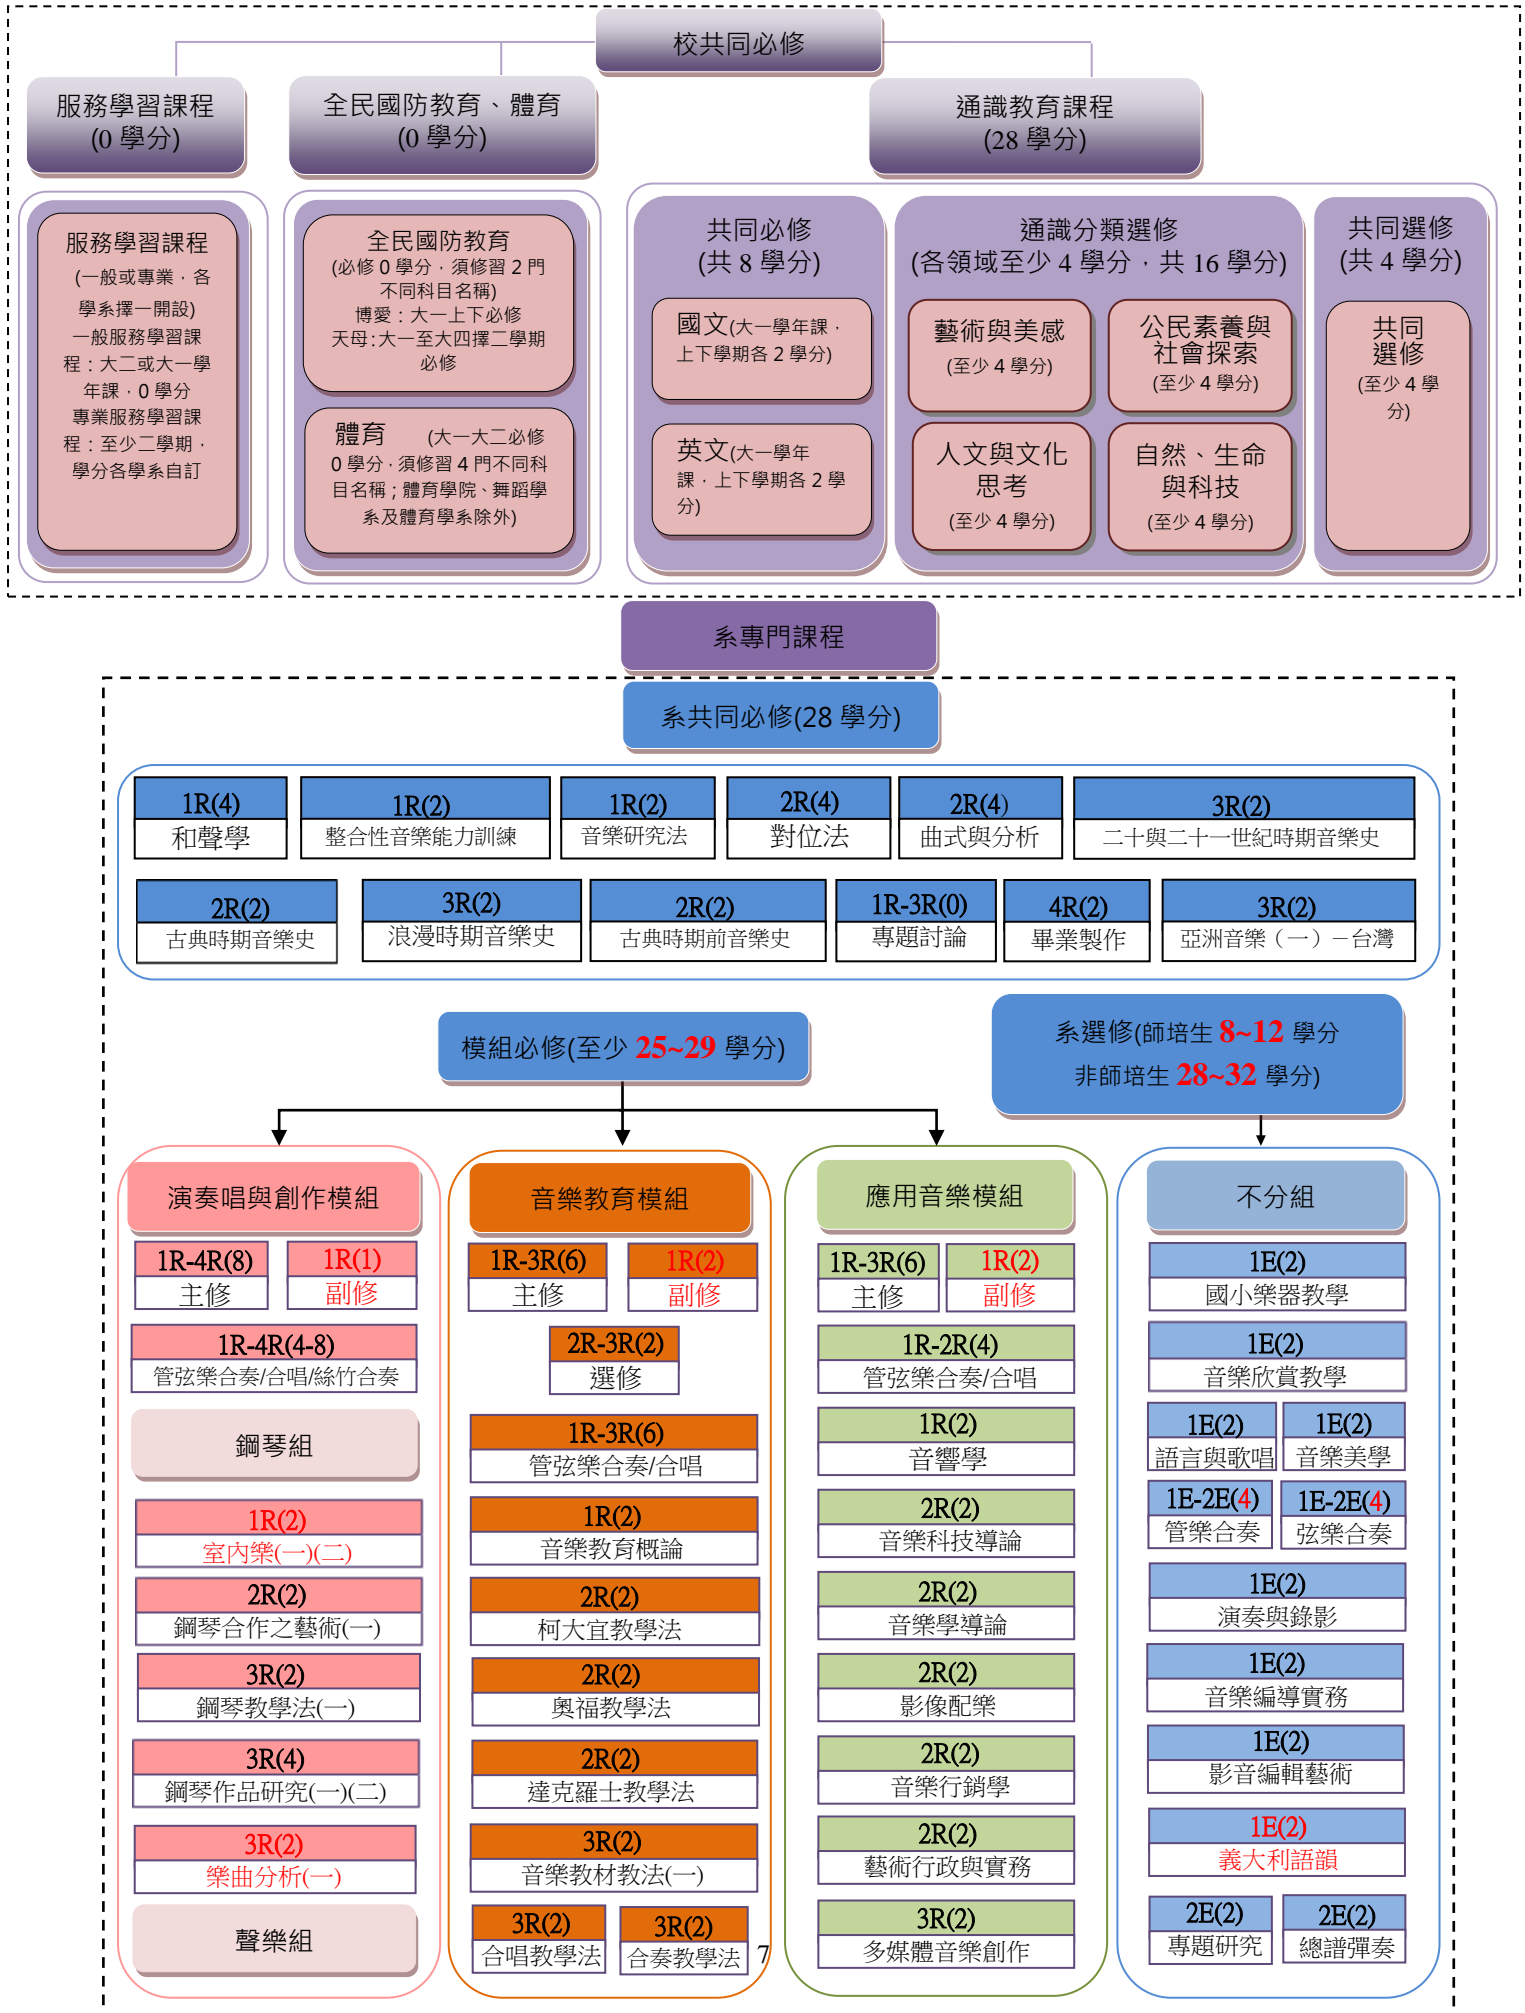 校共同必修
服務學習課程
(0 學分)
全民國防教育、體育
(0 學分)
通識教育課程
(28 學分)
服務學習課程
(一般或專業，各
學系擇一開設)
一般服務學習課
程：大二或大一學
年課，0 學分
專業服務學習課
程：至少二學期，
學分各學系自訂
全民國防教育
(必修 0 學分，須修習 2 門
不同科目名稱)
博愛：大一上下必修
天母:大一至大四擇二學期
必修
體育 (大一大二必修
0 學分，須修習 4 門不同科
目名稱；體育學院、舞蹈學
系及體育學系除外)
共同必修
(共 8 學分)
國文(大一學年課，
上下學期各 2 學分)
英文(大一學年
課，上下學期各 2 學
分)
通識分類選修
(各領域至少 4 學分，共 16 學分)
藝術與美感
(至少 4 學分)
公民素養與
社會探索
(至少 4 學分)
人文與文化
思考
(至少 4 學分)
自然、生命
與科技
(至少 4 學分)
共同選修
(共 4 學分)
共同
選修
(至少 4 學
分)
系專門課程
系共同必修(28 學分)
1R(4)
和聲學
1R(2)
整合性音樂能力訓練
1R(2)
音樂研究法
2R(4)
對位法
2R(4)
曲式與分析
3R(2)
二十與二十一世紀時期音樂史
2R(2)
古典時期音樂史
3R(2)
浪漫時期音樂史
2R(2)
古典時期前音樂史
1R-3R(0)
專題討論
4R(2)
畢業製作
3R(2)
亞洲音樂（一）－台灣
模組必修(至少 25~29 學分)
系選修(師培生 8~12 學分
非師培生 28~32 學分)
演奏唱與創作模組
1R-4R(8)
主修
1R(1)
副修
1R-4R(4-8)
管弦樂合奏/合唱/絲竹合奏
鋼琴組
1R(2)
室內樂(一)(二)
2R(2)
鋼琴合作之藝術(一)
3R(2)
鋼琴教學法(一)
3R(4)
鋼琴作品研究(一)(二)
3R(2)
樂曲分析(一)
聲樂組
音樂教育模組
1R-3R(6)
主修
1R(2)
副修
2R-3R(2)
選修
1R-3R(6)
管弦樂合奏/合唱
1R(2)
音樂教育概論
2R(2)
柯大宜教學法
2R(2)
奧福教學法
2R(2)
達克羅士教學法
3R(2)
音樂教材教法(一)
3R(2)
合唱教學法
3R(2)
合奏教學法
7
應用音樂模組
1R-3R(6)
主修
1R(2)
副修
1R-2R(4)
管弦樂合奏/合唱
1R(2)
音響學
2R(2)
音樂科技導論
2R(2)
音樂學導論
2R(2)
影像配樂
2R(2)
音樂行銷學
2R(2)
藝術行政與實務
3R(2)
多媒體音樂創作
不分組
1E(2)
國小樂器教學
1E(2)
音樂欣賞教學
1E(2)
語言與歌唱
1E(2)
音樂美學
1E-2E(4)
管樂合奏
1E-2E(4)
弦樂合奏
1E(2)
演奏與錄影
1E(2)
音樂編導實務
1E(2)
影音編輯藝術
1E(2)
義大利語韻
2E(2)
專題研究
2E(2)
總譜彈奏